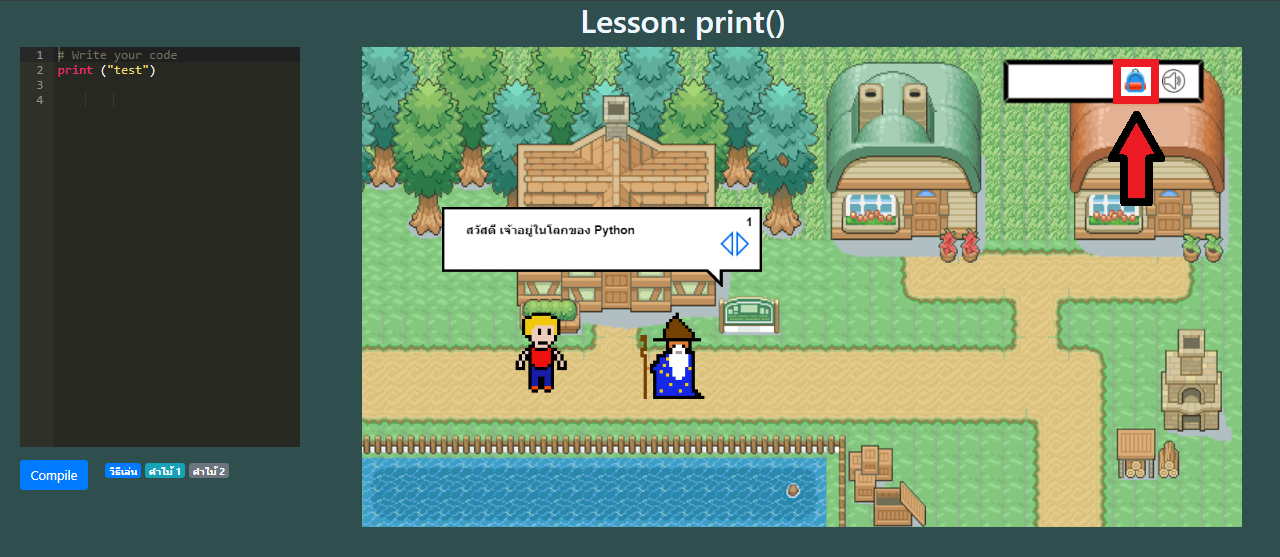 Lesson: print()
1 # Write your code
2 print ("test")
3
4
1
สวัสดี เจ้าอยู่ในโลกของ Python
Compile วิธีเล่น คำใบ้ 1 คำใบ้ 2